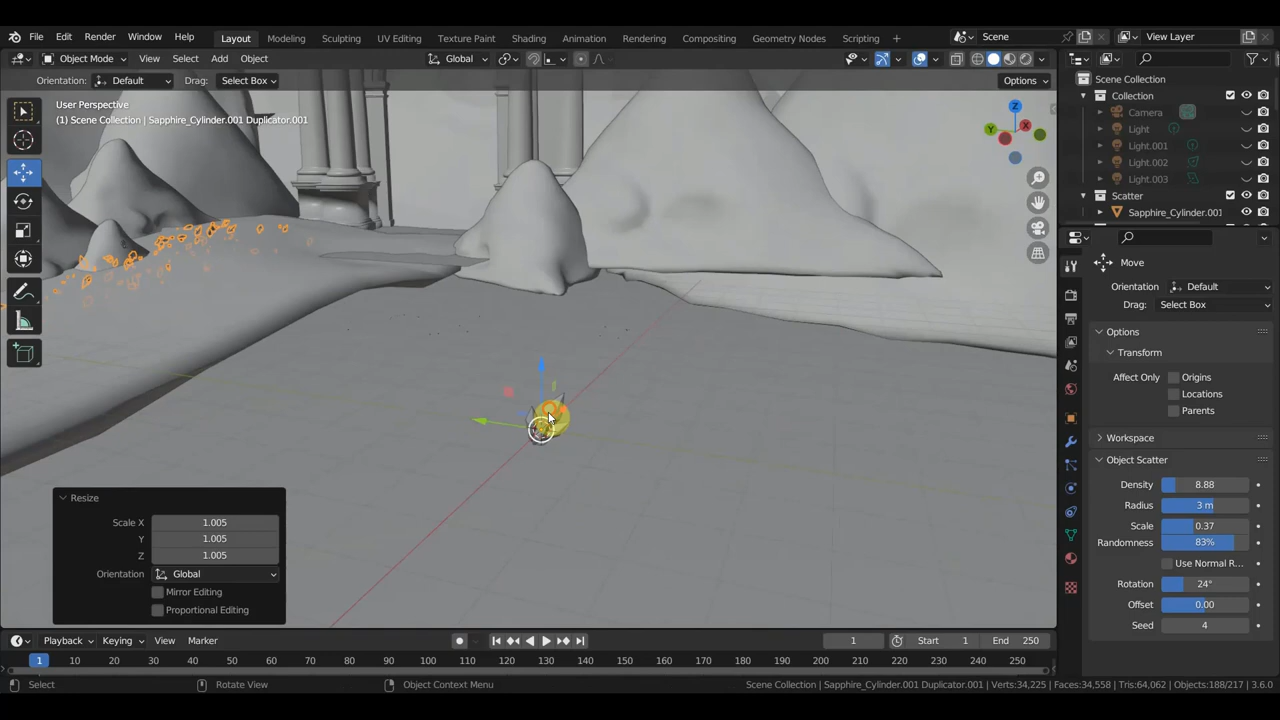 File Edit Render Window Help Layout Modeling Sculpting UV Editing Texture Paint Shading Animation Rendering Compositing Geometry Nodes Scripting + Scene View Layer
Object Mode View Select Add Object Global
Orientation: Default Drag: Select Box Options
User Perspective
(1) Scene Collection | Sapphire_Cylinder.001 Duplicator.001
Z
Y
X
Scene Collection
Collection
Camera
Light
Light.001
Light.002
Light.003
Scatter
Sapphire_Cylinder.001
Move
Orientation Default
Drag: Select Box
Options
Transform
Affect Only Origins
Locations
Parents
Workspace
Object Scatter
Density 8.88
Radius 3 m
Scale 0.37
Randomness 83%
Use Normal R...
Rotation 24°
Offset 0.00
Seed 4
Resize
Scale X 1.005
Y 1.005
Z 1.005
Orientation Global
Mirror Editing
Proportional Editing
Playback Keying View Marker 1 Start 1 End 250
1 10 20 30 40 50 60 70 80 90 100 110 120 130 140 150 160 170 180 190 200 210 220 230 240 250
Select Rotate View Object Context Menu Scene Collection | Sapphire_Cylinder.001 Duplicator.001 | Verts:34,225 | Faces:34,558 | Tris:64,062 | Objects:188/217 | 3.6.0